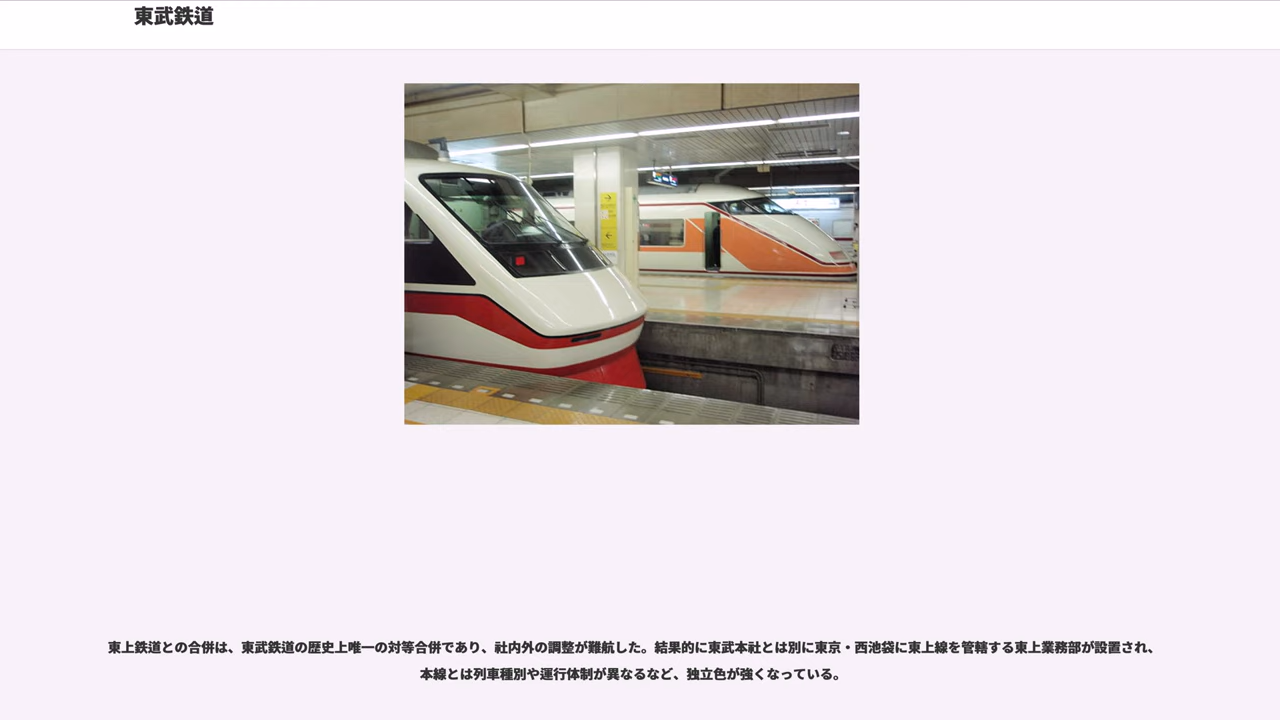 東武鉄道
東上鉄道との合併は、東武鉄道の歴史上唯一の対等合併であり、社内外の調整が難航した。結果的に東武本社とは別に東京・西池袋に東上線を管轄する東上業務部が設置され、
本線とは列車種別や運行体制が異なるなど、独立色が強くなっている。